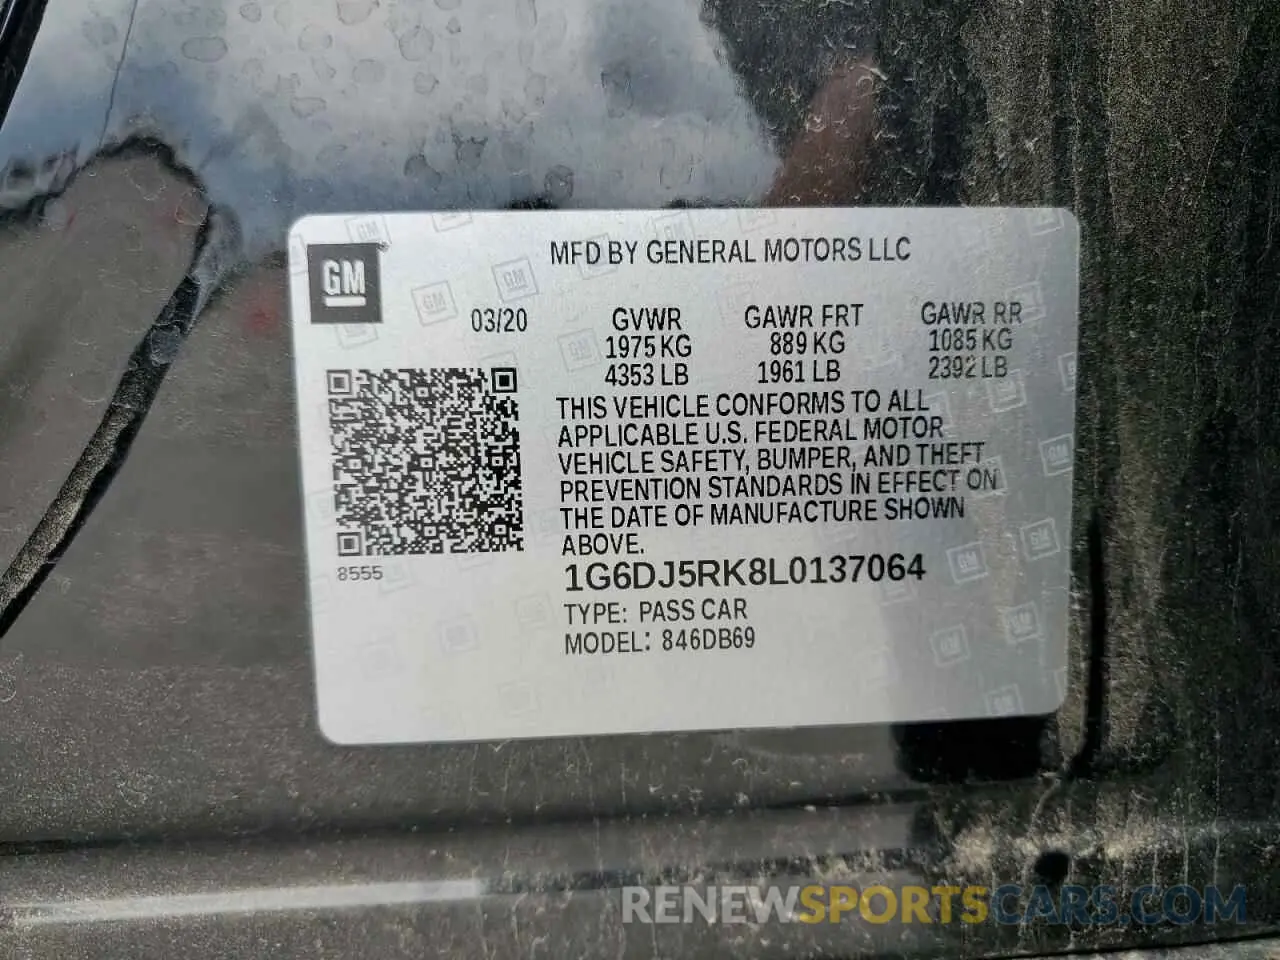 GM
MFD BY GENERAL MOTORS LLC
03/20 GVWR GAWR FRT GAWR RR
1975 KG 889 KG 1085 KG
4353 LB 1961 LB 2392 LB
THIS VEHICLE CONFORMS TO ALL
APPLICABLE U.S. FEDERAL MOTOR
VEHICLE SAFETY, BUMPER, AND THEFT
PREVENTION STANDARDS IN EFFECT ON
THE DATE OF MANUFACTURE SHOWN
ABOVE.
8555
1G6DJ5RK8L0137064
TYPE: PASS CAR
MODEL: 846DB69
RENEWSPORTSCARS.COM